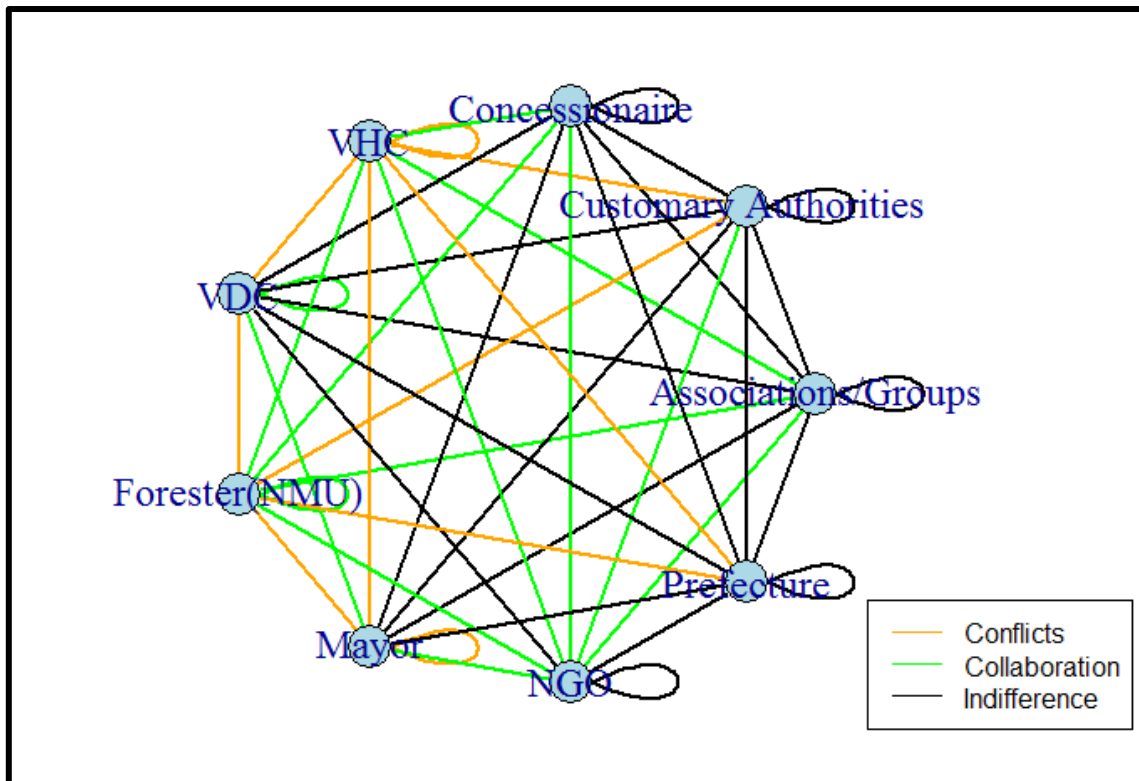 Concessionaire
VHC
Customary Authorities
VDC
Associations/Groups
Forester(NMU)
Prefecture
Mayor
NGO
Conflicts
Collaboration
Indifference